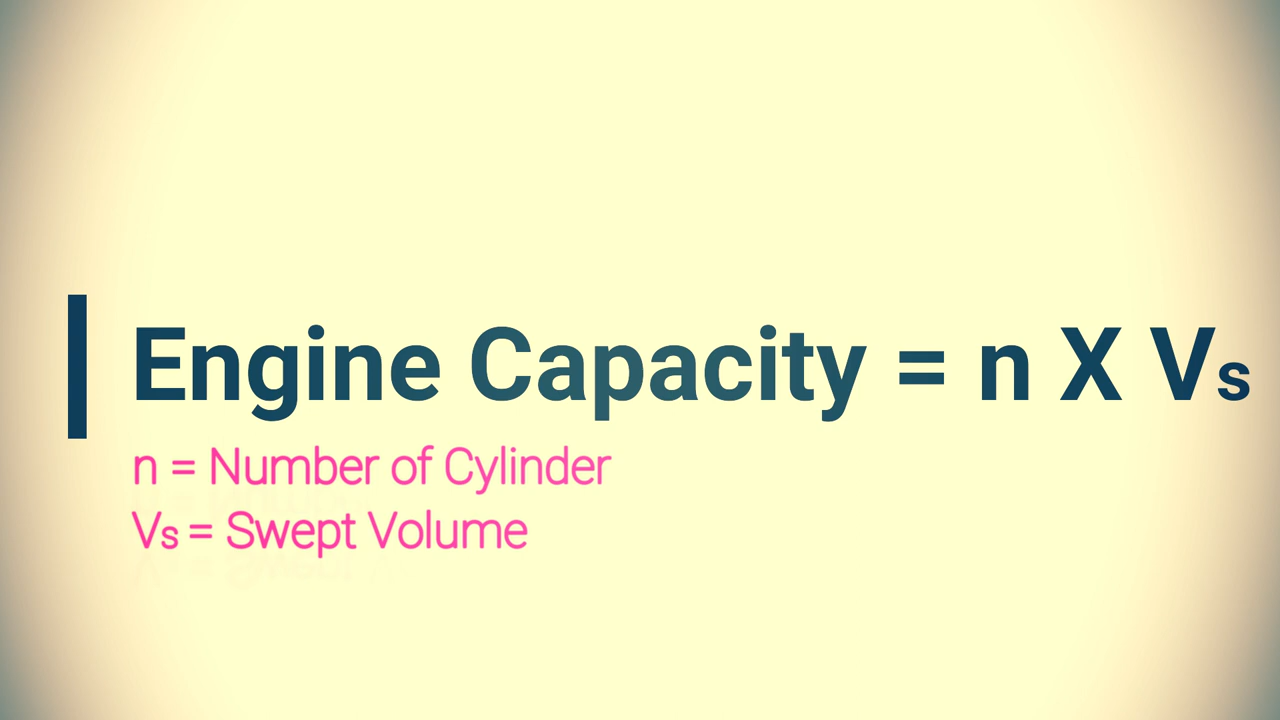 Engine Capacity = n X Vs
n = Number of Cylinder
Vs = Swept Volume